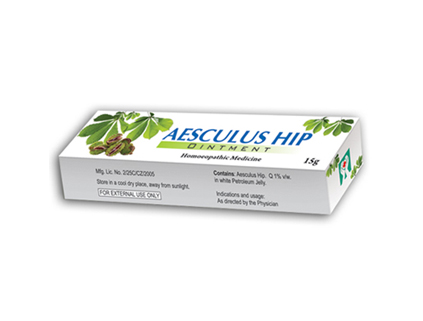 AESCULUS HIP
OINTMENT
Homoeopathic Medicine
15g
Mfg. Lic. No. 2/25C/CZ/2005
Store in a cool dry place, away from sunlight.
FOR EXTERNAL USE ONLY
Contains: Aesculus Hip. Q 1% v/w.
in white Petroleum Jelly.
Indications and usage:
As directed by the Physician